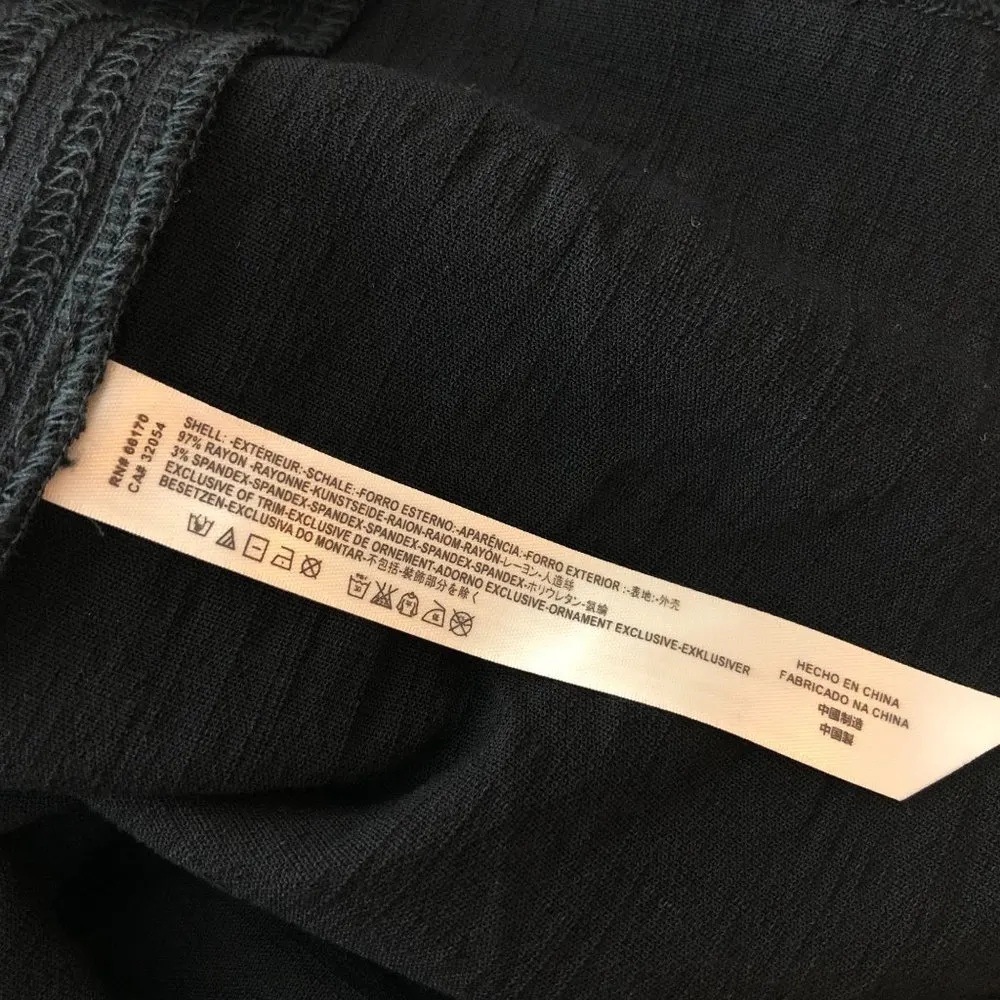 RN# 66170
CA# 32054
SHELL: -EXTÉRIEUR:-SCHALE:-FORRO ESTERNO:-APARÊNCIA:-FORRO EXTERIOR :-表地:-外壳
97% RAYON -RAYONNE-KUNSTSEIDE-RAION-RAIOM-RAYÓN-レーヨン-人造絲
3% SPANDEX-SPANDEX-SPANDEX-SPANDEX-SPANDEX-SPANDEX-ポリウレタン-氨綸
EXCLUSIVE OF TRIM-EXCLUSIVE DE ORNEMENT-ADORNO EXCLUSIVE-ORNAMENT EXCLUSIVE-EXKLUSIVER
BESETZEN-EXCLUSIVA DO MONTAR-不包括-装飾部分を除く
HECHO EN CHINA
FABRICADO NA CHINA
中國制造
中国製